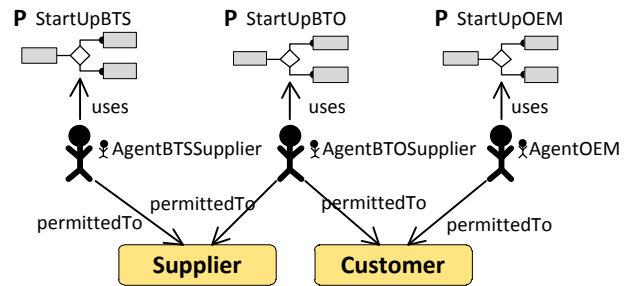 P StartUpBTS
P StartUpBTO
P StartUpOEM
uses
uses
uses
AgentBTSSupplier
AgentBTOSupplier
AgentOEM
permittedTo
permittedTo
permittedTo
permittedTo
Supplier
Customer